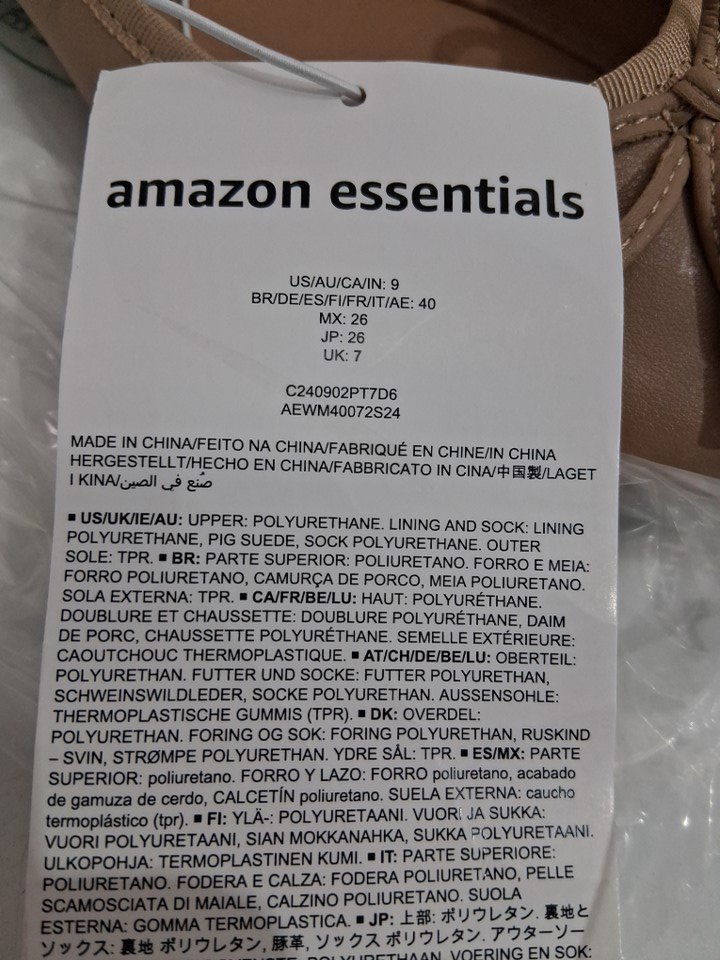 amazon essentials
US/AU/CA/IN: 9
BR/DE/ES/FI/FR/IT/AE: 40
MX: 26
JP: 26
UK: 7
C240902PT7D6
AEWM40072S24
MADE IN CHINA/FEITO NA CHINA/FABRIQUÉ EN CHINE/IN CHINA
HERGESTELLT/HECHO EN CHINA/FABBRICATO IN CINA/中国製/LAGET
I KINA/صُنع في الصين
▪ US/UK/IE/AU: UPPER: POLYURETHANE. LINING AND SOCK: LINING
POLYURETHANE, PIG SUEDE, SOCK POLYURETHANE. OUTER
SOLE: TPR. ▪ BR: PARTE SUPERIOR: POLIURETANO. FORRO E MEIA:
FORRO POLIURETANO, CAMURÇA DE PORCO, MEIA POLIURETANO.
SOLA EXTERNA: TPR. ▪ CA/FR/BE/LU: HAUT: POLYURÉTHANE.
DOUBLURE ET CHAUSSETTE: DOUBLURE POLYURÉTHANE, DAIM
DE PORC, CHAUSSETTE POLYURÉTHANE. SEMELLE EXTÉRIEURE:
CAOUTCHOUC THERMOPLASTIQUE. ▪ AT/CH/DE/BE/LU: OBERTEIL:
POLYURETHAN. FUTTER UND SOCKE: FUTTER POLYURETHAN,
SCHWEINSWILDLEDER, SOCKE POLYURETHAN. AUSSENSOHLE:
THERMOPLASTISCHE GUMMIS (TPR). ▪ DK: OVERDEL:
POLYURETHAN. FORING OG SOK: FORING POLYURETHAN, RUSKIND
– SVIN, STRØMPE POLYURETHAN. YDRE SÅL: TPR. ▪ ES/MX: PARTE
SUPERIOR: poliuretano. FORRO Y LAZO: FORRO poliuretano, acabado
de gamuza de cerdo, CALCETÍN poliuretano. SUELA EXTERNA: caucho
termoplástico (tpr). ▪ FI: YLÄ-: POLYURETAANI. VUORI JA SUKKA:
VUORI POLYURETAANI, SIAN MOKKANAHKA, SUKKA POLYURETAANI.
ULKOPOHJA: TERMOPLASTINEN KUMI. ▪ IT: PARTE SUPERIORE:
POLIURETANO. FODERA E CALZA: FODERA POLIURETANO, PELLE
SCAMOSCIATA DI MAIALE, CALZINO POLIURETANO. SUOLA
ESTERNA: GOMMA TERMOPLASTICA. ▪ JP: 上部: ポリウレタン. 裏地と
ソックス: 裏地 ポリウレタン, 豚革, ソックス ポリウレタン. アウターソー
POLYURETHAAN. VOERING EN SOK: